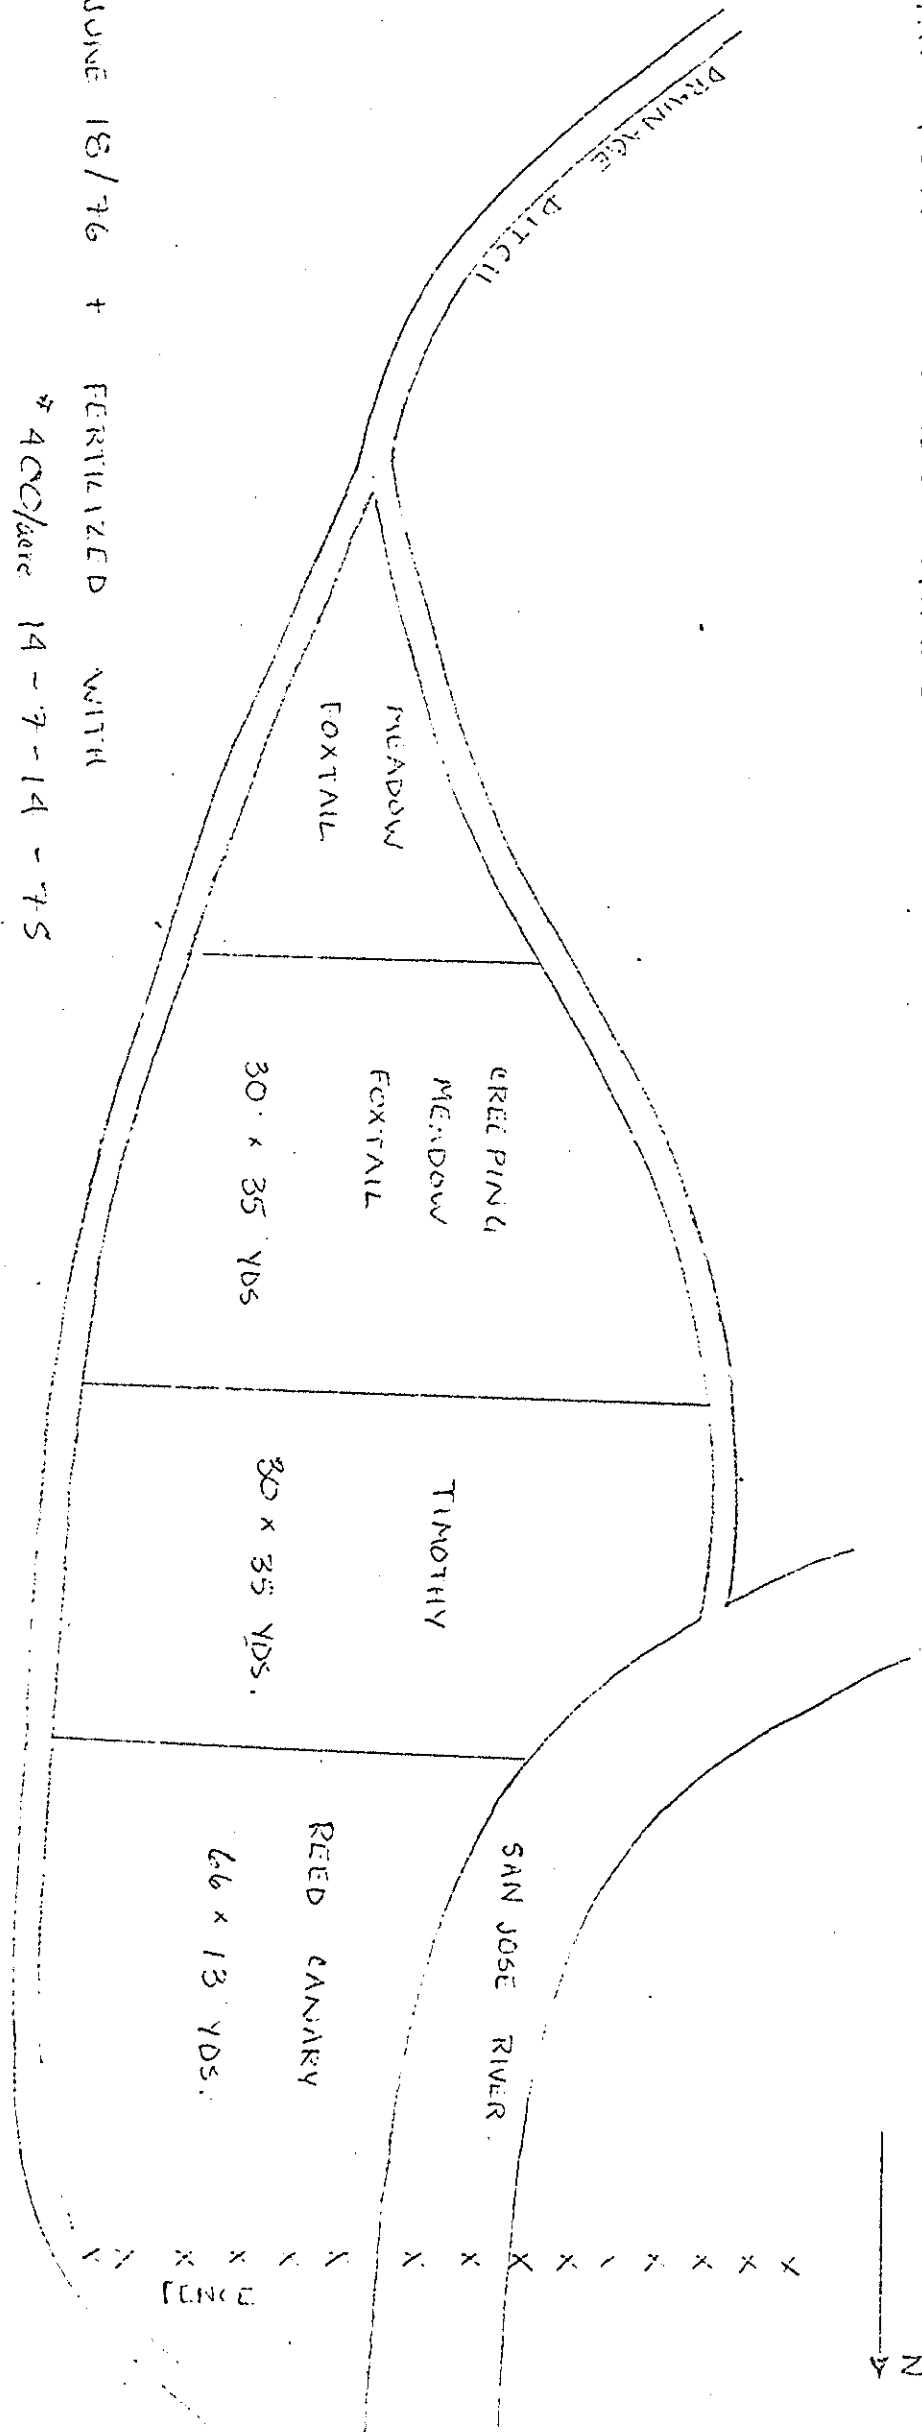 DRAINAGE DITCH
MEADOW
FOXTAIL
CREEPING
MEADOW
FOXTAIL
30 x 35 YDS
TIMOTHY
30 x 35 YDS.
REED CANARY
66 x 13 YDS.
SAN JOSE RIVER
FENCE
N
JUNE 18/76 + FERTILIZED WITH
#400/acre 14-7-14-7S